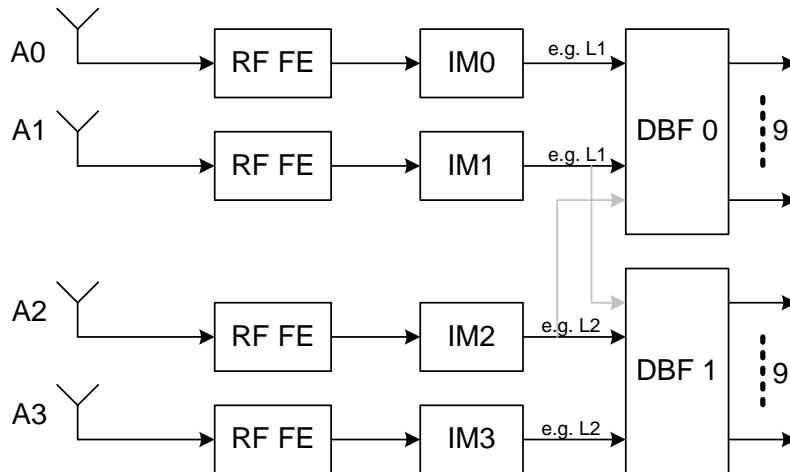 A0 RF FE IM0 e.g. L1
A1 RF FE IM1 e.g. L1 DBF 0 9
A2 RF FE IM2 e.g. L2
A3 RF FE IM3 e.g. L2 DBF 1 9